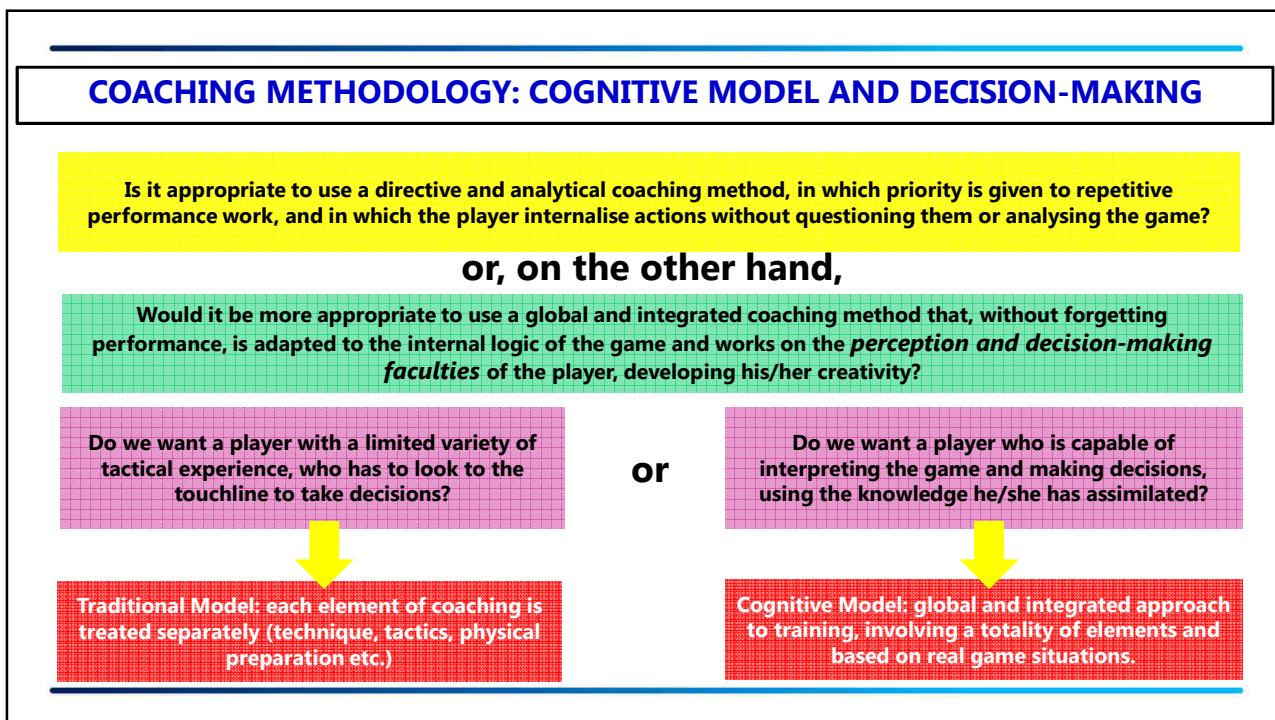 COACHING METHODOLOGY: COGNITIVE MODEL AND DECISION-MAKING
Is it appropriate to use a directive and analytical coaching method, in which priority is given to repetitive
performance work, and in which the player internalise actions without questioning them or analysing the game?
or, on the other hand,
Would it be more appropriate to use a global and integrated coaching method that, without forgetting
performance, is adapted to the internal logic of the game and works on the perception and decision-making
faculties of the player, developing his/her creativity?
Do we want a player with a limited variety of
tactical experience, who has to look to the
touchline to take decisions?
or
Do we want a player who is capable of
interpreting the game and making decisions,
using the knowledge he/she has assimilated?
Traditional Model: each element of coaching is
treated separately (technique, tactics, physical
preparation etc.)
Cognitive Model: global and integrated approach
to training, involving a totality of elements and
based on real game situations.